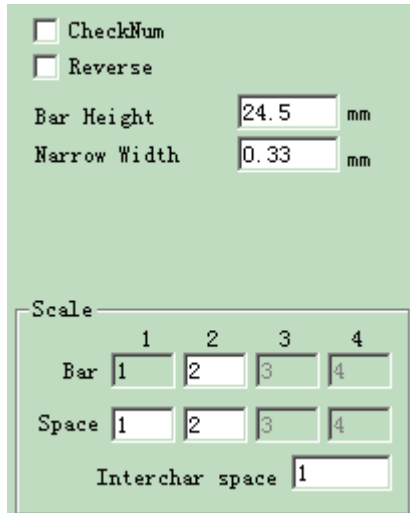 CheckNum
Reverse
Bar Height 24.5 mm
Narrow Width 0.33 mm
Scale
1 2 3 4
Bar 1 2 3 4
Space 1 2 3 4
Interchar space 1